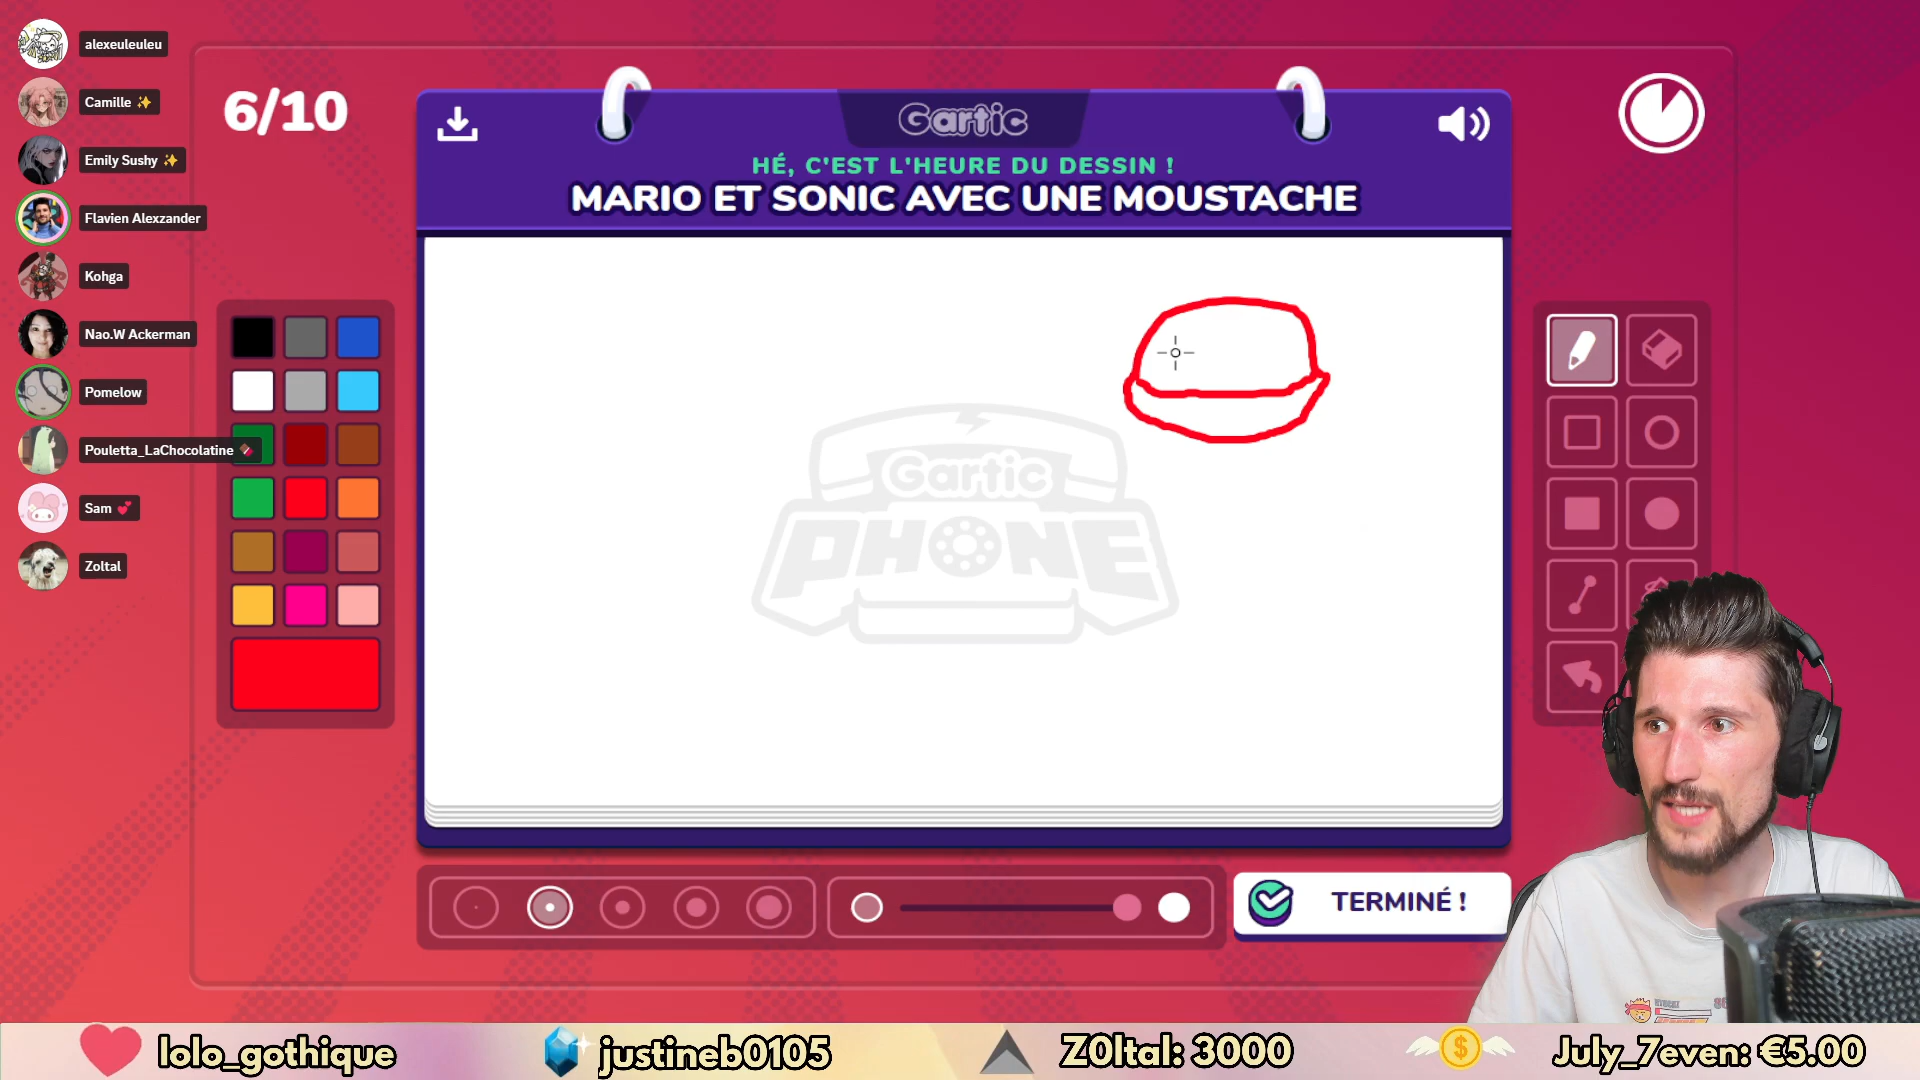 alexeuleuleu
Camille
Emily Sushy
Flavien Alexzander
Kohga
Nao.W Ackerman
Pomelow
Pouletta_LaChocolatine
Sam
Zoltal
6/10
Gartic
HÉ, C'EST L'HEURE DU DESSIN !
MARIO ET SONIC AVEC UNE MOUSTACHE
Gartic
PHONE
TERMINÉ !
lolo_gothique
justineb0105
Z0ltal: 3000
July_7even: €5.00